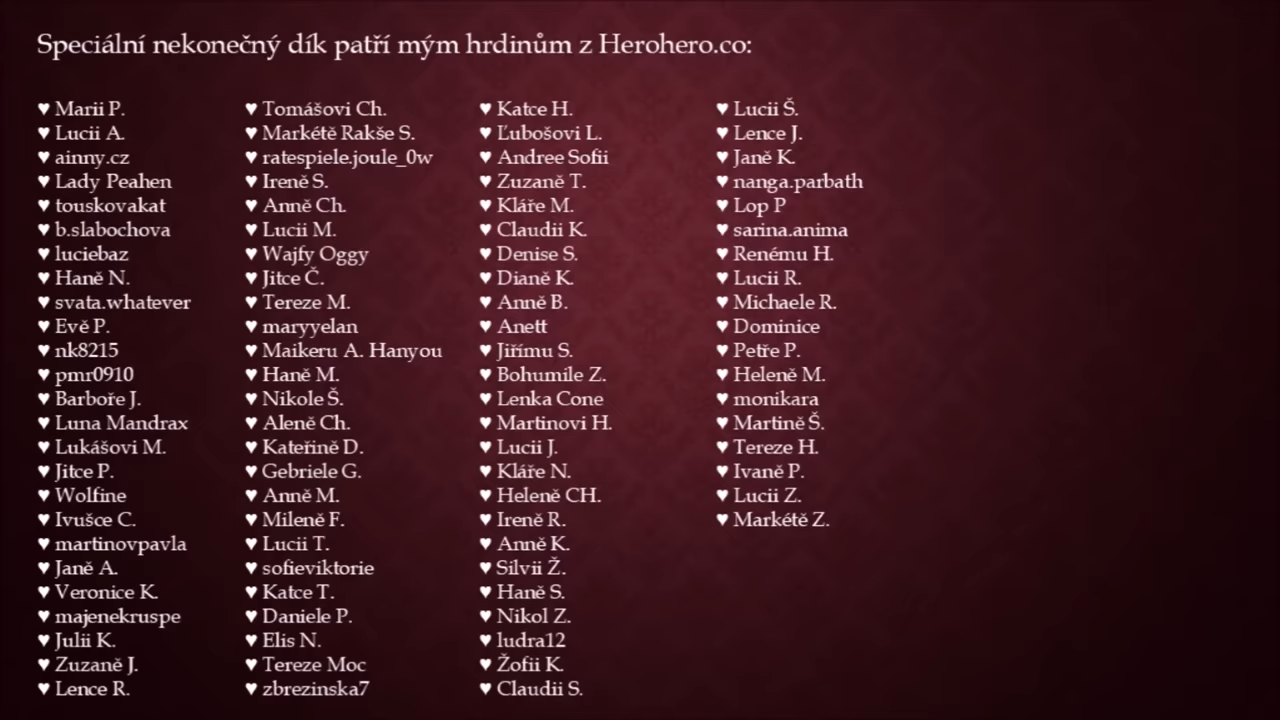 Speciální nekonečný dík patří mým hrdinům z Herohero.co:
♥ Marii P.
♥ Lucii A.
♥ ainny.cz
♥ Lady Peahen
♥ touskovakat
♥ b.slabochova
♥ luciebaz
♥ Haně N.
♥ svata.whatever
♥ Evě P.
♥ nk8215
♥ pmr0910
♥ Barboře J.
♥ Luna Mandrax
♥ Lukášovi M.
♥ Jitce P.
♥ Wolfine
♥ Ivušce C.
♥ martinovpavla
♥ Janě A.
♥ Veronice K.
♥ majenekruspe
♥ Julii K.
♥ Zuzaně J.
♥ Lence R.
♥ Tomášovi Ch.
♥ Markétě Rakše S.
♥ ratespiele.joule_0w
♥ Ireně S.
♥ Anně Ch.
♥ Lucii M.
♥ Wajfy Oggy
♥ Jitce Č.
♥ Tereze M.
♥ maryyelan
♥ Maikeru A. Hanyou
♥ Haně M.
♥ Nikole Š.
♥ Aleně Ch.
♥ Kateřině D.
♥ Gebriele G.
♥ Anně M.
♥ Mileně F.
♥ Lucii T.
♥ sofieviktorie
♥ Katce T.
♥ Daniele P.
♥ Elis N.
♥ Tereze Moc
♥ zbrezinska7
♥ Katce H.
♥ Ľubošovi L.
♥ Andree Sofii
♥ Zuzaně T.
♥ Kláře M.
♥ Claudii K.
♥ Denise S.
♥ Dianě K.
♥ Anně B.
♥ Anett
♥ Jiřímu S.
♥ Bohumile Z.
♥ Lenka Cone
♥ Martinovi H.
♥ Lucii J.
♥ Kláře N.
♥ Heleně CH.
♥ Ireně R.
♥ Anně K.
♥ Silvii Ž.
♥ Haně S.
♥ Nikol Z.
♥ ludra12
♥ Žofii K.
♥ Claudii S.
♥ Lucii Š.
♥ Lence J.
♥ Janě K.
♥ nanga.parbath
♥ Lop P
♥ sarina.anima
♥ Renému H.
♥ Lucii R.
♥ Michaele R.
♥ Dominice
♥ Petře P.
♥ Heleně M.
♥ monikara
♥ Martině Š.
♥ Tereze H.
♥ Ivaně P.
♥ Lucii Z.
♥ Markétě Z.